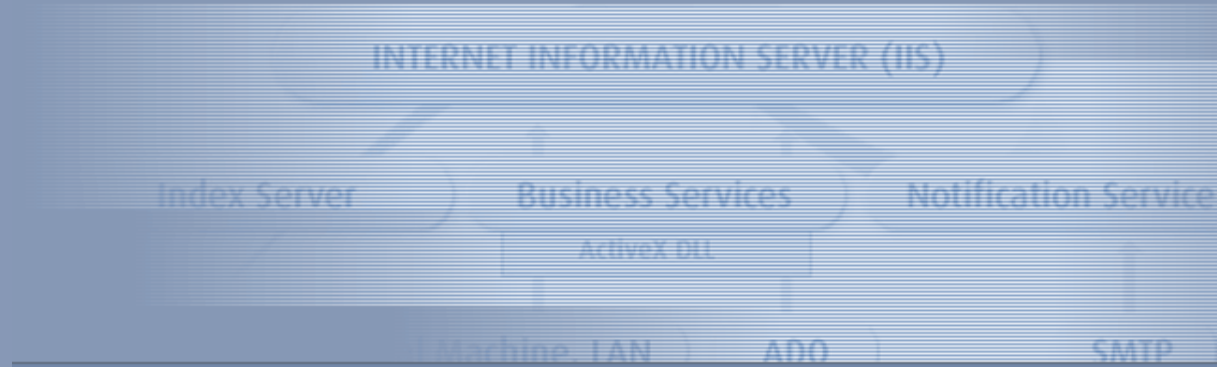 INTERNET INFORMATION SERVER (IIS)
Index Server Business Services Notification Service
ActiveX DLL
Machine, LAN ADO SMTP